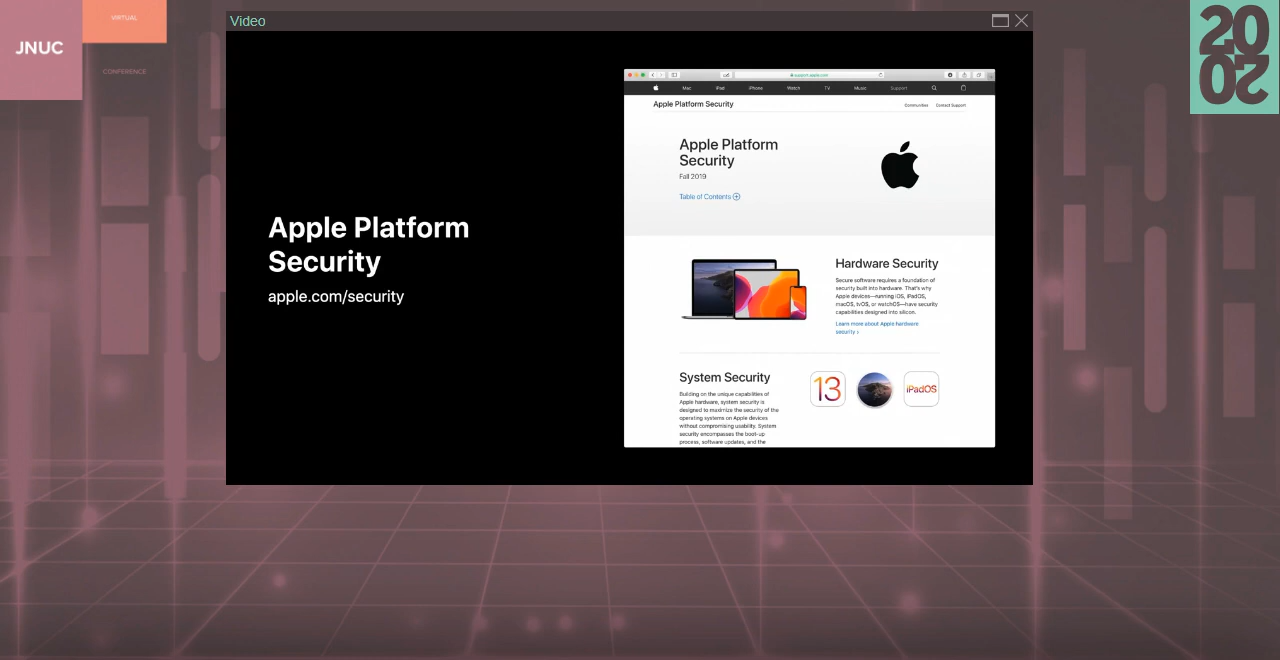 JNUC
VIRTUAL
CONFERENCE
2020
Video
Apple Platform
Security
apple.com/security
support.apple.com
Mac iPad iPhone Watch TV Music Support
Apple Platform Security
Communities Contact Support
Apple Platform
Security
Fall 2019
Table of Contents
Hardware Security
Secure software requires a foundation of
security built into hardware. That's why
Apple devices—running iOS, iPadOS,
macOS, tvOS, or watchOS—have security
capabilities designed into silicon.
Learn more about Apple hardware
security >
System Security
Building on the unique capabilities of
Apple hardware, system security is
designed to maximize the security of the
operating systems on Apple devices
without compromising usability. System
security encompasses the boot-up
process, software updates, and the
13
iPadOS